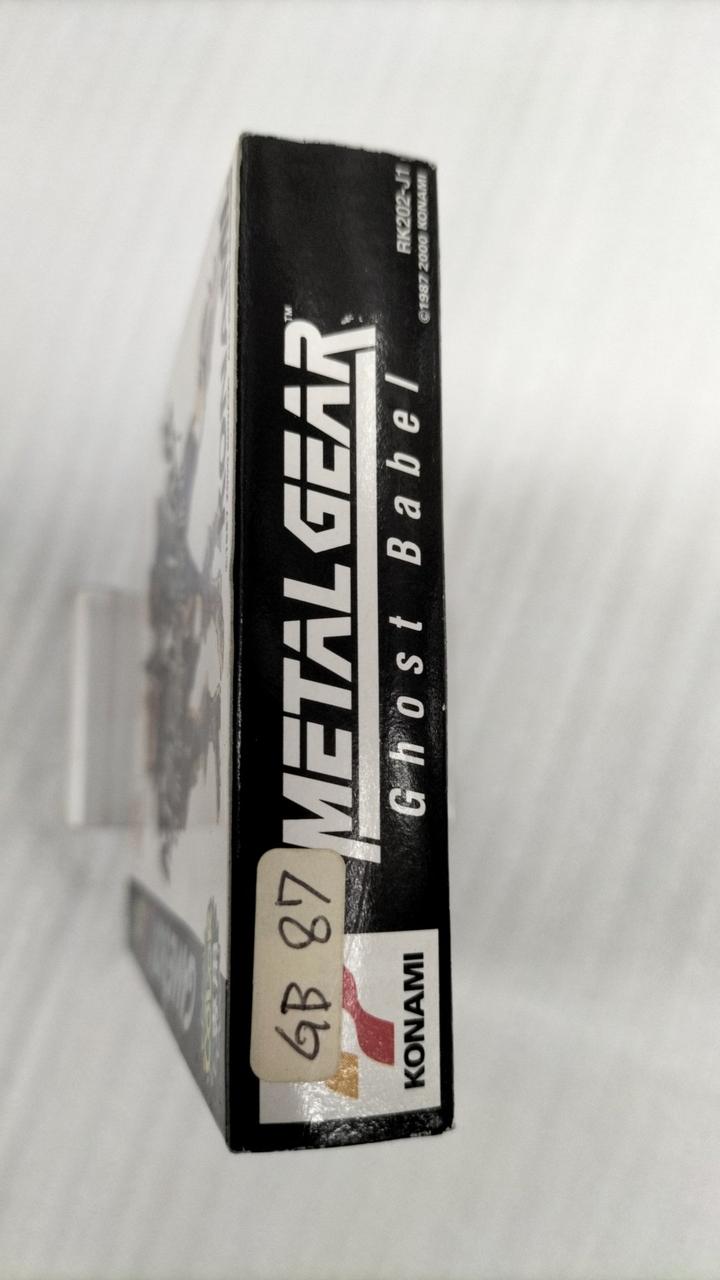 METAL GEAR™
Ghost Babel
RK202-J1
©1987 2000 KONAMI
GB 87
KONAMI